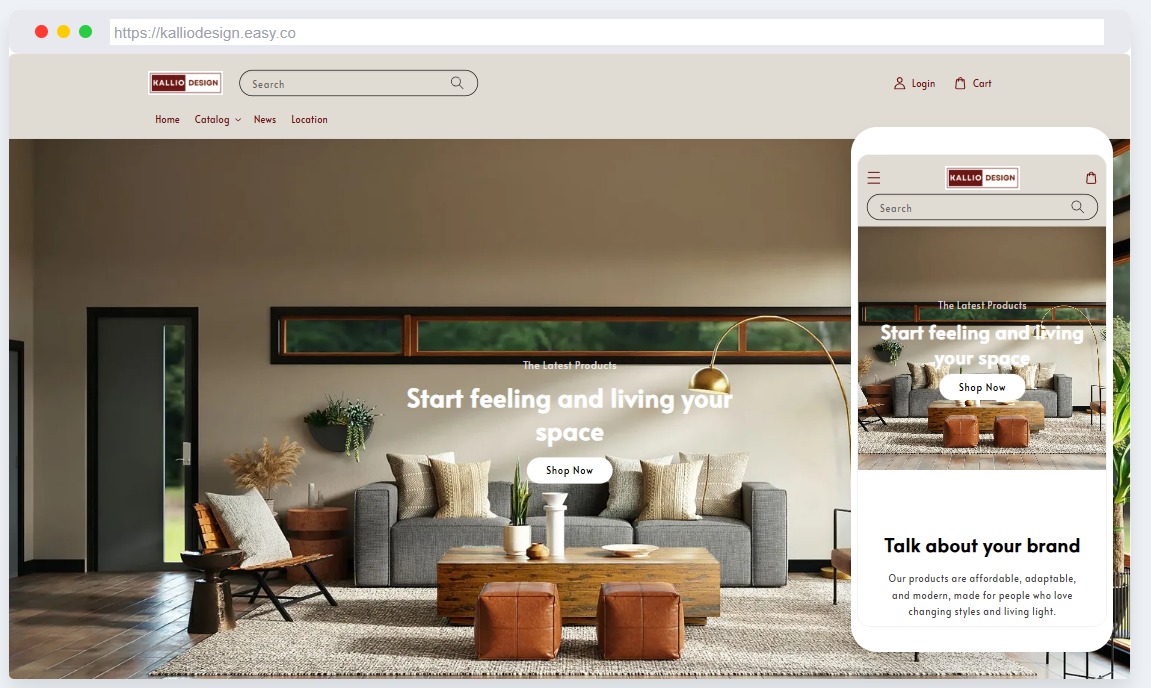 https://kalliodesign.easy.co
KALLIO DESIGN
Search
Login
Cart
Home
Catalog
News
Location
The Latest Products
Start feeling and living your
space
Shop Now
KALLIO DESIGN
Search
The Latest Products
Start feeling and living
your space
Shop Now
Talk about your brand
Our products are affordable, adaptable,
and modern, made for people who love
changing styles and living light.